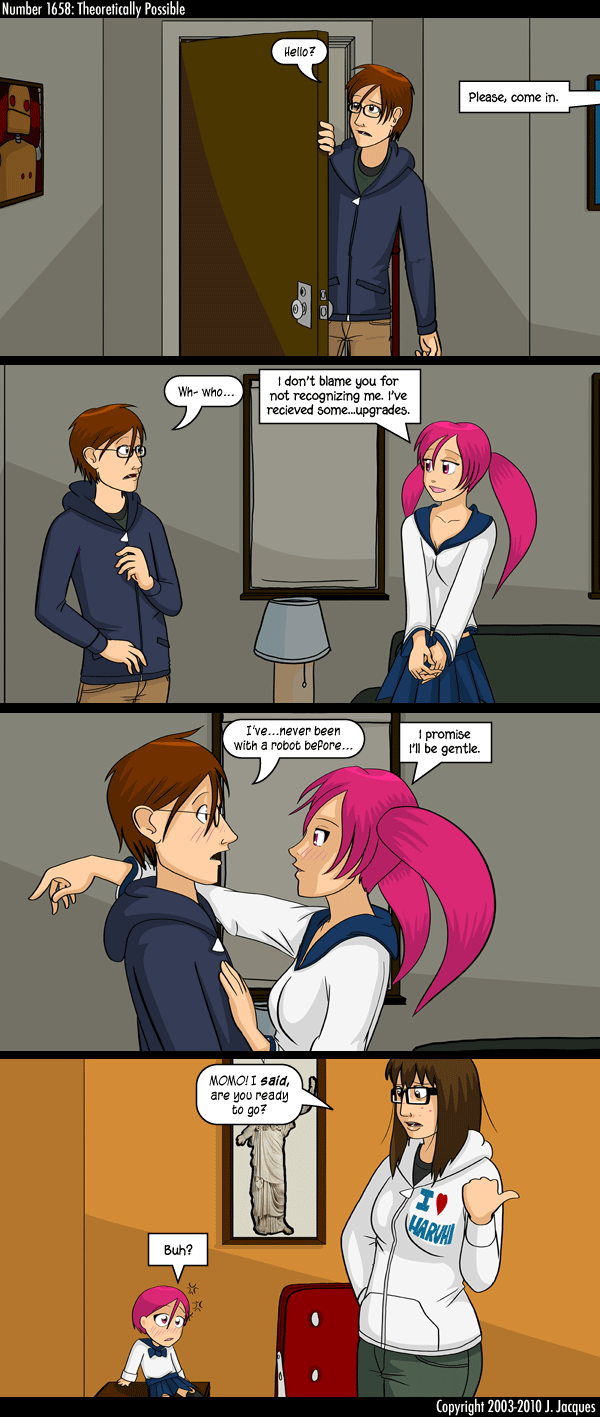 Number 1658: Theoretically Possible
Hello?
Please, come in.
Wh- who...
I don't blame you for
not recognizing me. I've
recieved some...upgrades.
I've...never been
with a robot before...
I promise
I'll be gentle.
MOMO! I said,
are you ready
to go?
I ♥
HARUHI
Buh?
Copyright 2003-2010 J. Jacques